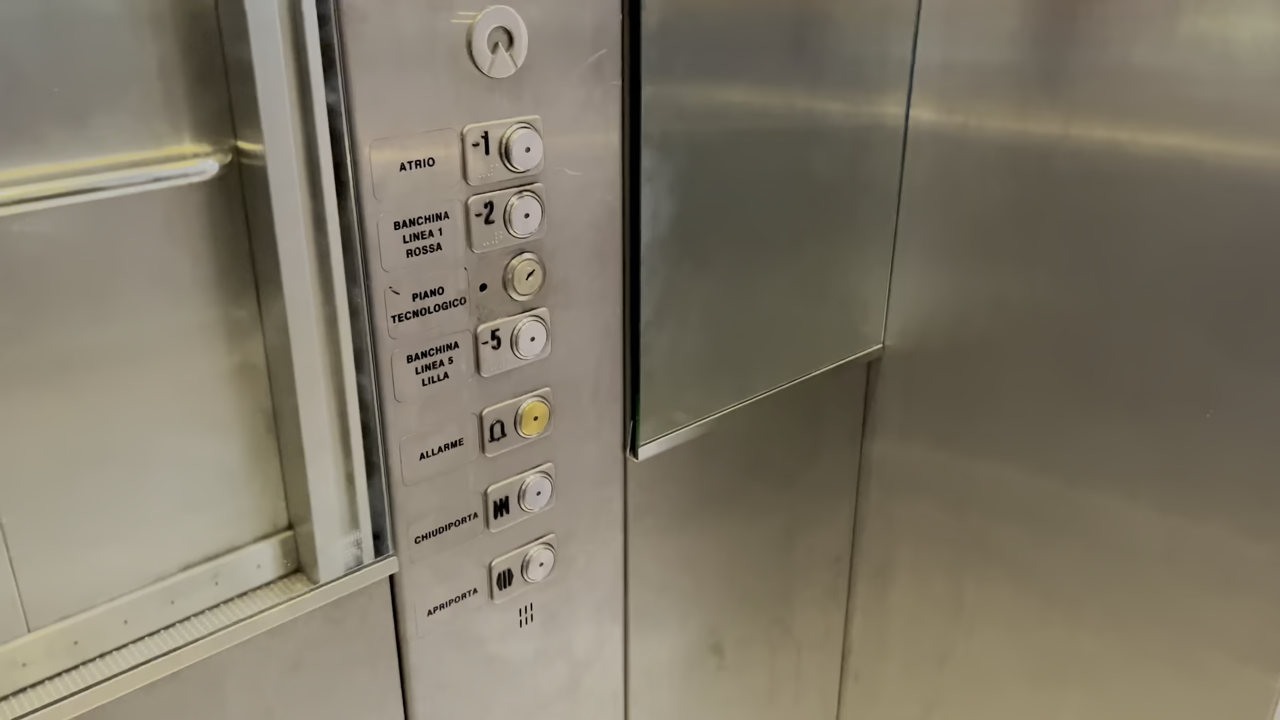 ATRIO
-1
BANCHINA
LINEA 1
ROSSA
-2
PIANO
TECNOLOGICO
BANCHINA
LINEA 5
LILLA
-5
ALLARME
CHIUDIPORTA
APRIPORTA